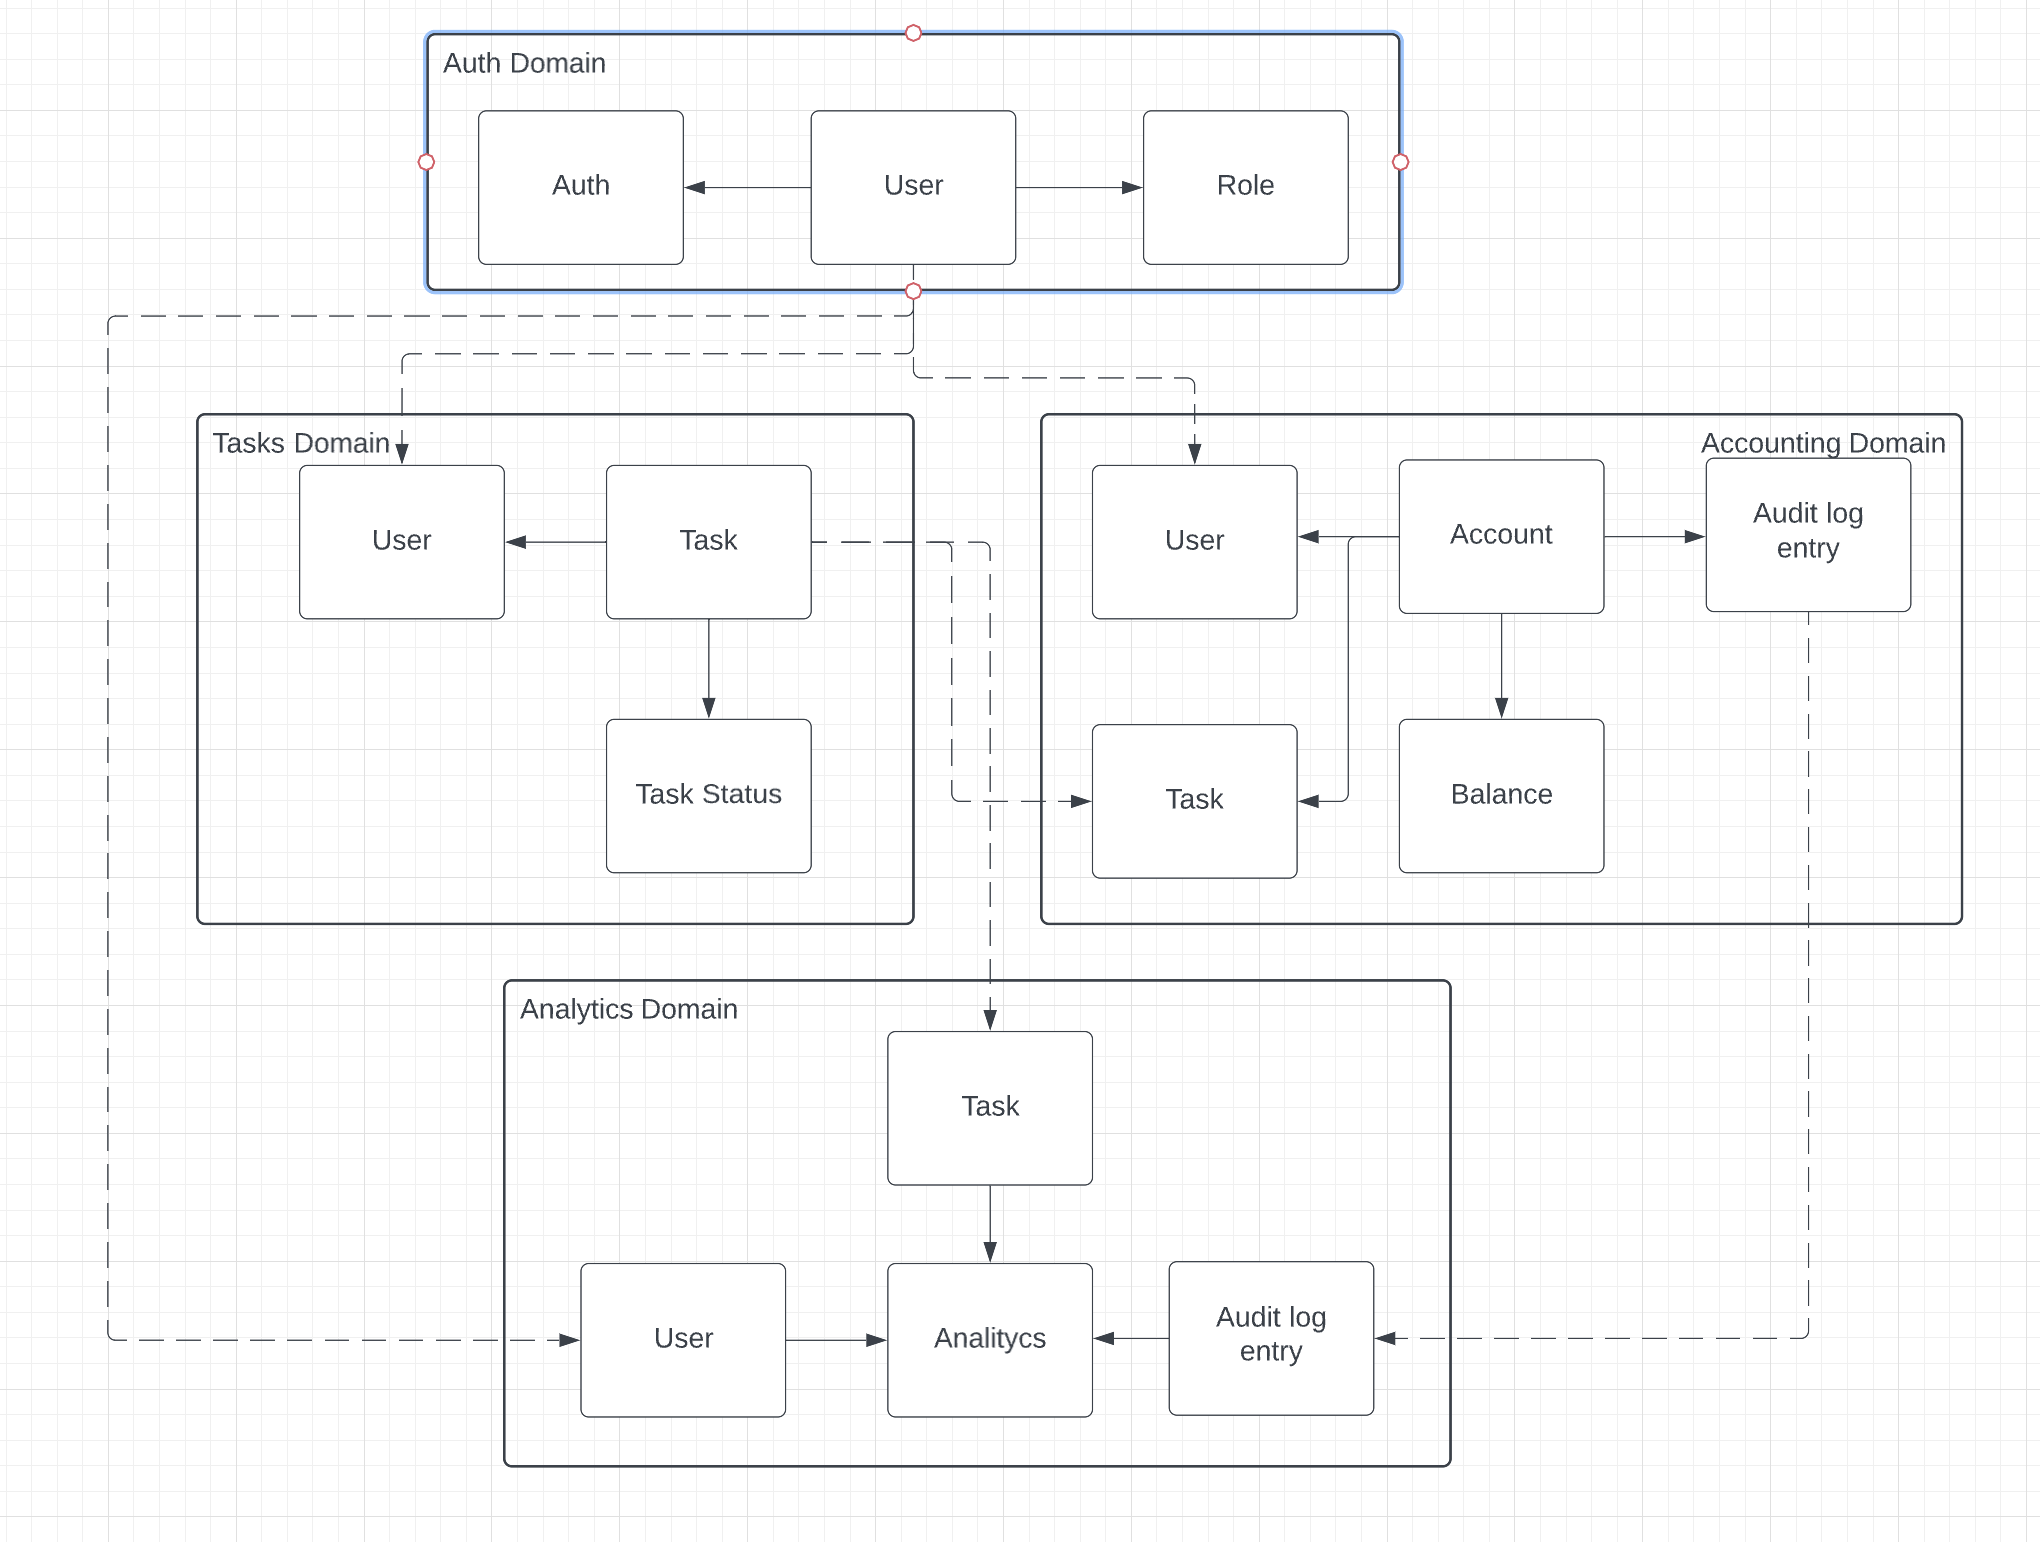 Auth Domain
Auth
User
Role
Tasks Domain
User
Task
Task Status
Accounting Domain
User
Account
Audit log
entry
Task
Balance
Analytics Domain
Task
User
Analitycs
Audit log
entry